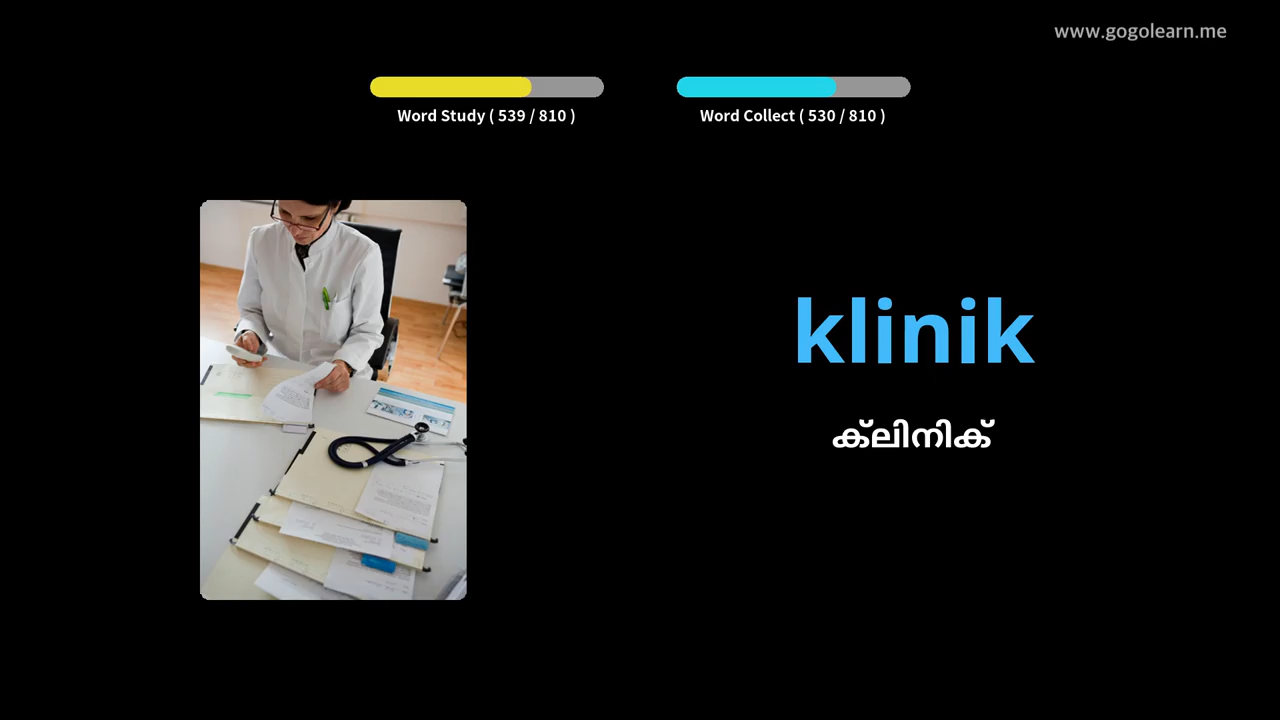 www.gogolearn.me
Word Study ( 539 / 810 )
Word Collect ( 530 / 810 )
klinik
ക്ലിനിക്